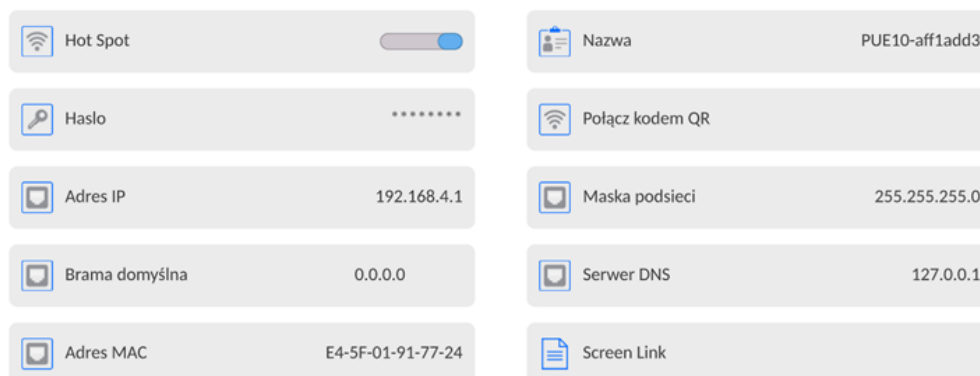 Hot Spot
Nazwa PUE10-aff1add3
Haslo ••••••••
Połącz kodem QR
Adres IP 192.168.4.1
Maska podsieci 255.255.255.0
Brama domyślna 0.0.0.0
Serwer DNS 127.0.0.1
Adres MAC E4-5F-01-91-77-24
Screen Link